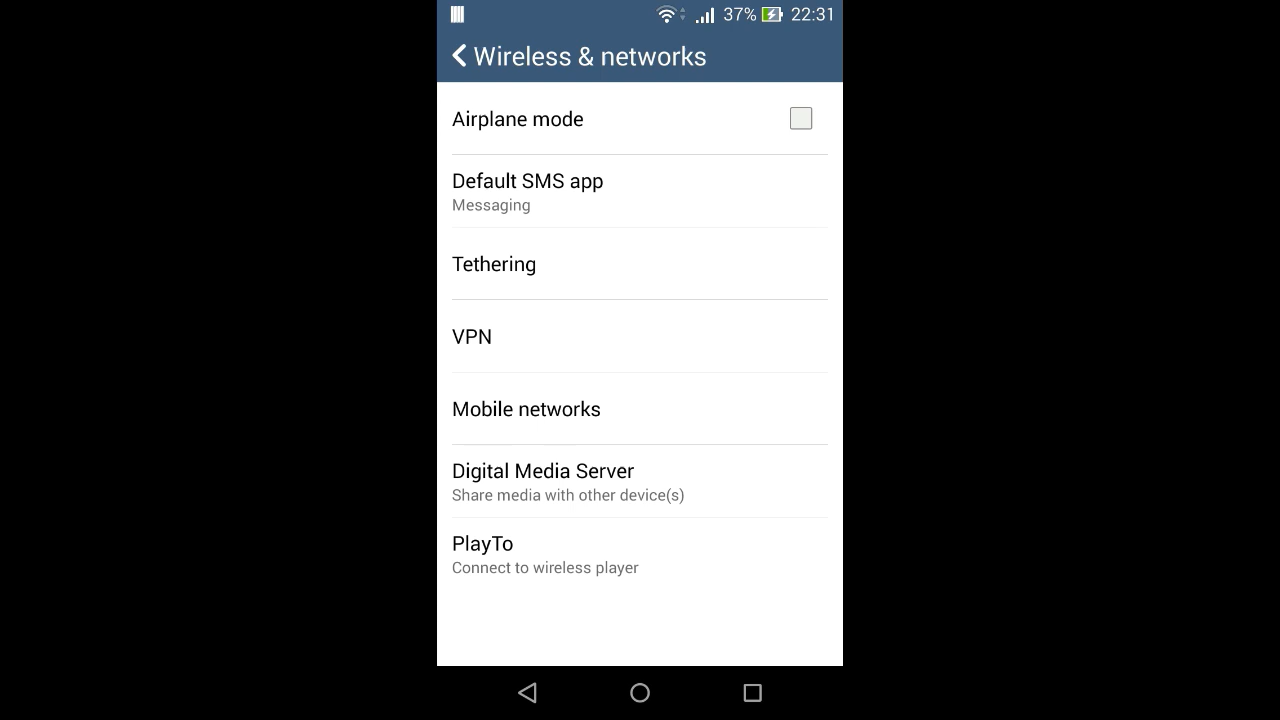 37% 22:31
Wireless & networks
Airplane mode
Default SMS app
Messaging
Tethering
VPN
Mobile networks
Digital Media Server
Share media with other device(s)
PlayTo
Connect to wireless player